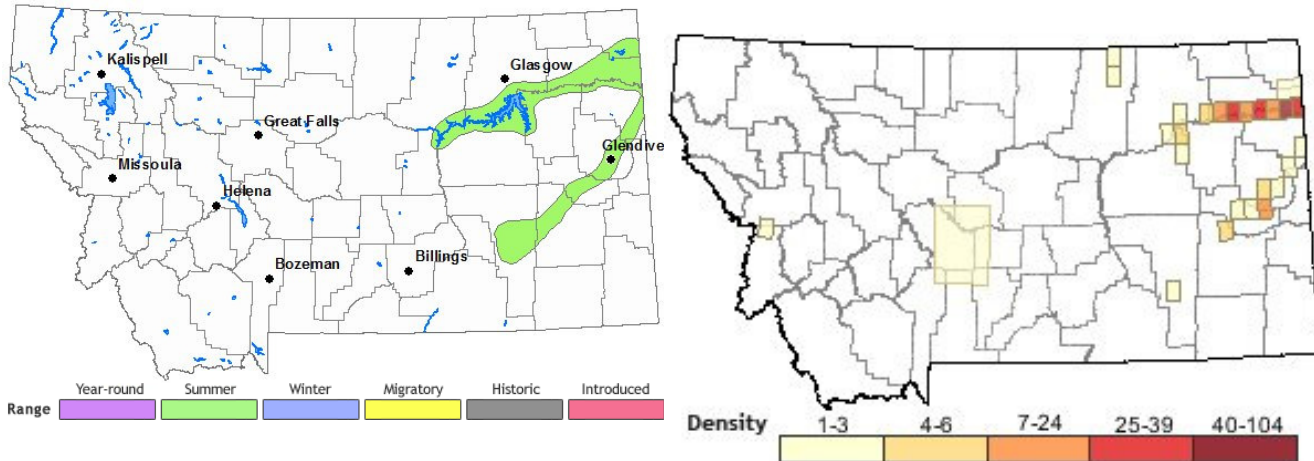 Kalispell
Glasgow
Great Falls
Glendive
Missoula
Helena
Billings
Bozeman
Year-round Summer Winter Migratory Historic Introduced
Range
Density 1-3 4-6 7-24 25-39 40-104